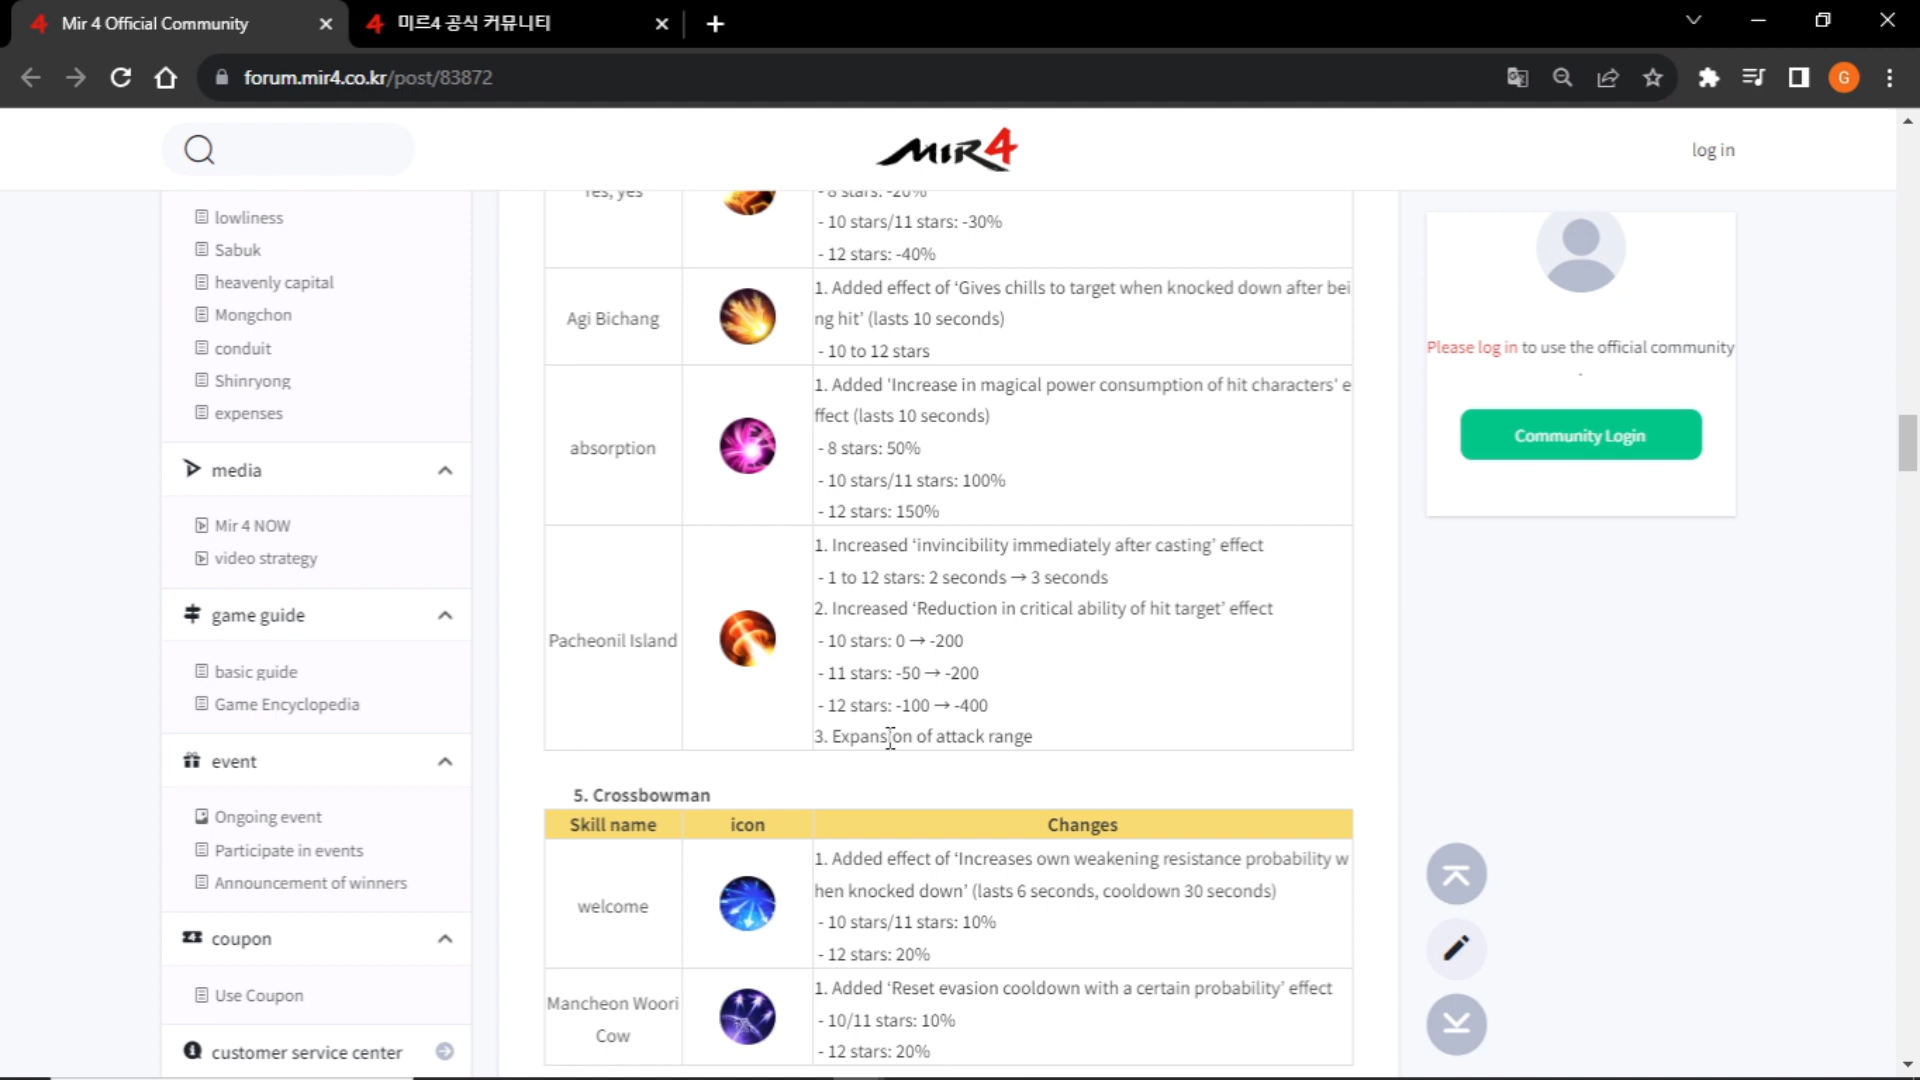 Mir 4 Official Community
미르4 공식 커뮤니티
forum.mir4.co.kr/post/83872
G
MIR4
log in
lowliness
Sabuk
heavenly capital
Mongchon
conduit
Shinryong
expenses
media
Mir 4 NOW
video strategy
game guide
basic guide
Game Encyclopedia
event
Ongoing event
Participate in events
Announcement of winners
coupon
Use Coupon
customer service center
Yes, yes
- 8 stars: -20%
- 10 stars/11 stars: -30%
- 12 stars: -40%
Agi Bichang
1. Added effect of ‘Gives chills to target when knocked down after bei
ng hit’ (lasts 10 seconds)
- 10 to 12 stars
absorption
1. Added 'Increase in magical power consumption of hit characters' e
ffect (lasts 10 seconds)
- 8 stars: 50%
- 10 stars/11 stars: 100%
- 12 stars: 150%
Pacheonil Island
1. Increased ‘invincibility immediately after casting’ effect
- 1 to 12 stars: 2 seconds → 3 seconds
2. Increased ‘Reduction in critical ability of hit target’ effect
- 10 stars: 0 → -200
- 11 stars: -50 → -200
- 12 stars: -100 → -400
3. Expansion of attack range
5. Crossbowman
Skill name icon Changes
welcome
1. Added effect of ‘Increases own weakening resistance probability w
hen knocked down’ (lasts 6 seconds, cooldown 30 seconds)
- 10 stars/11 stars: 10%
- 12 stars: 20%
Mancheon Woori
Cow
1. Added ‘Reset evasion cooldown with a certain probability’ effect
- 10/11 stars: 10%
- 12 stars: 20%
Please log in to use the official community
.
Community Login